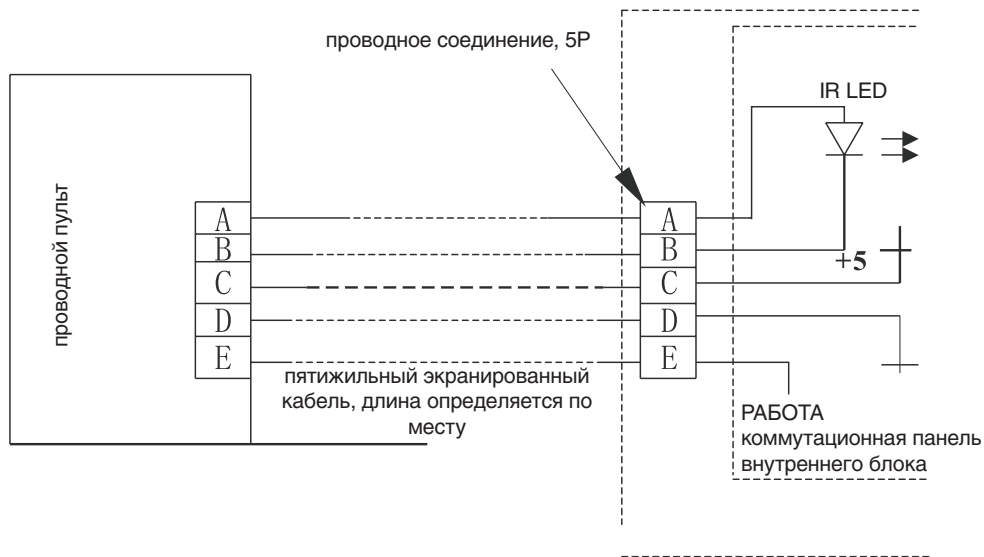 проводное соединение, 5P
IR LED
проводной пульт
A
B
C
D
E
A
B
C
D
E
+5
пятижильный экранированный
кабель, длина определяется по
месту
РАБОТА
коммутационная панель
внутреннего блока